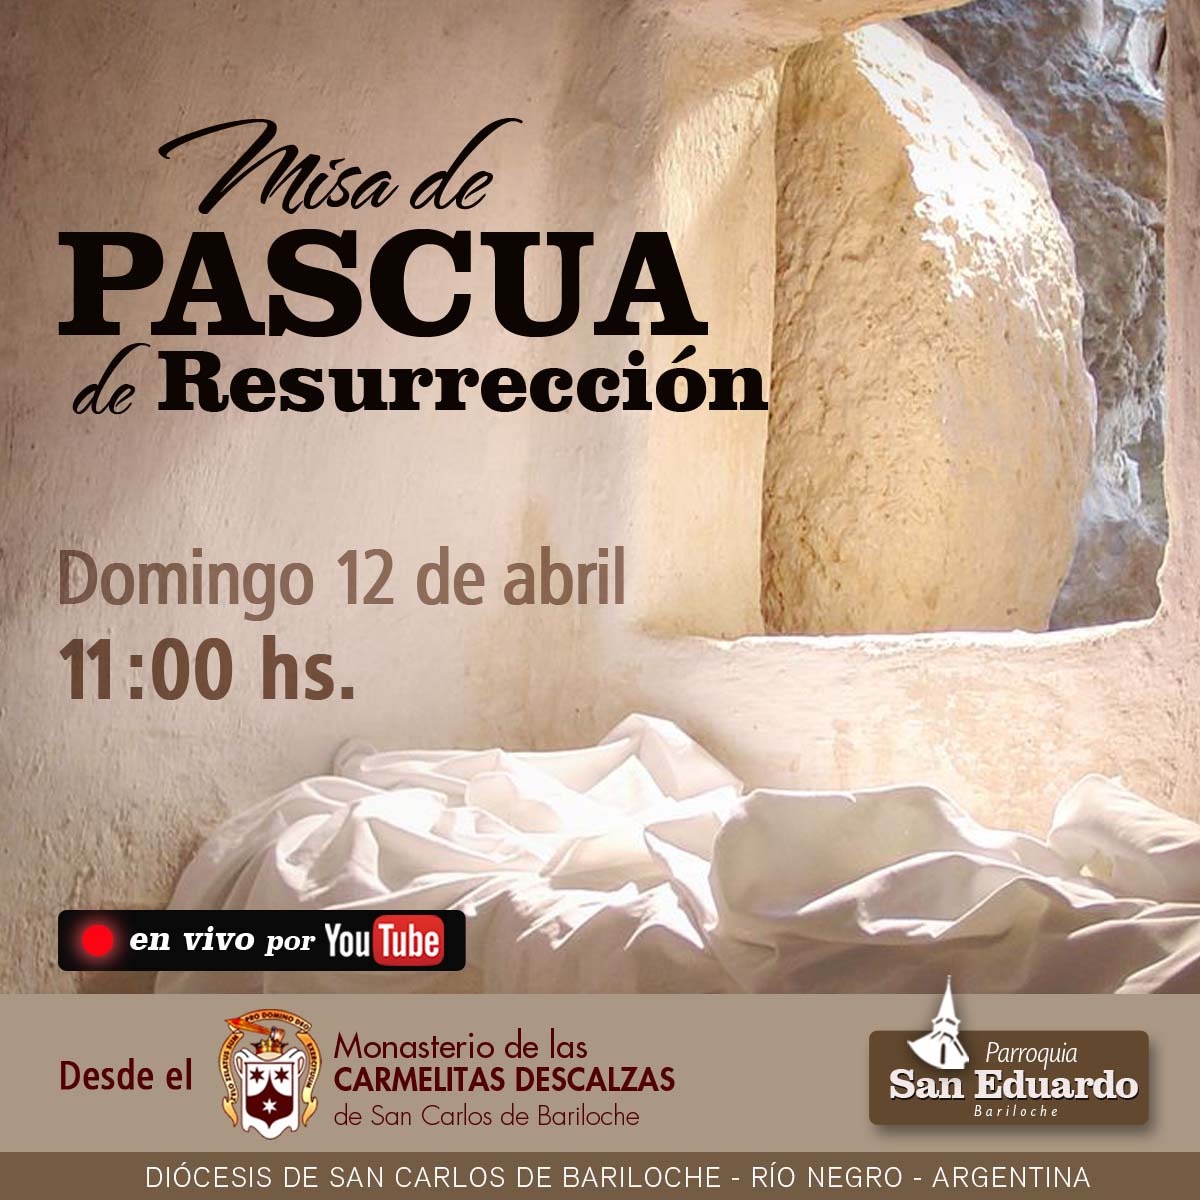 Misa de
PASCUA
de Resurrección
Domingo 12 de abril
11:00 hs.
en vivo por YouTube
Desde el
Monasterio de las
CARMELITAS DESCALZAS
de San Carlos de Bariloche
Parroquia
San Eduardo
Bariloche
DIÓCESIS DE SAN CARLOS DE BARILOCHE - RÍO NEGRO - ARGENTINA